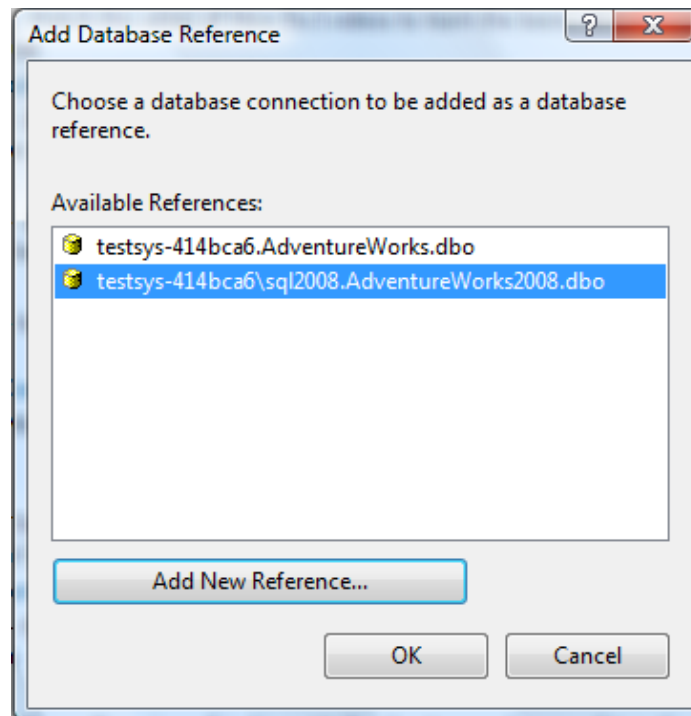 Add Database Reference
Choose a database connection to be added as a database
reference.
Available References:
testsys-414bca6.AdventureWorks.dbo
testsys-414bca6\sql2008.AdventureWorks2008.dbo
Add New Reference...
OK
Cancel